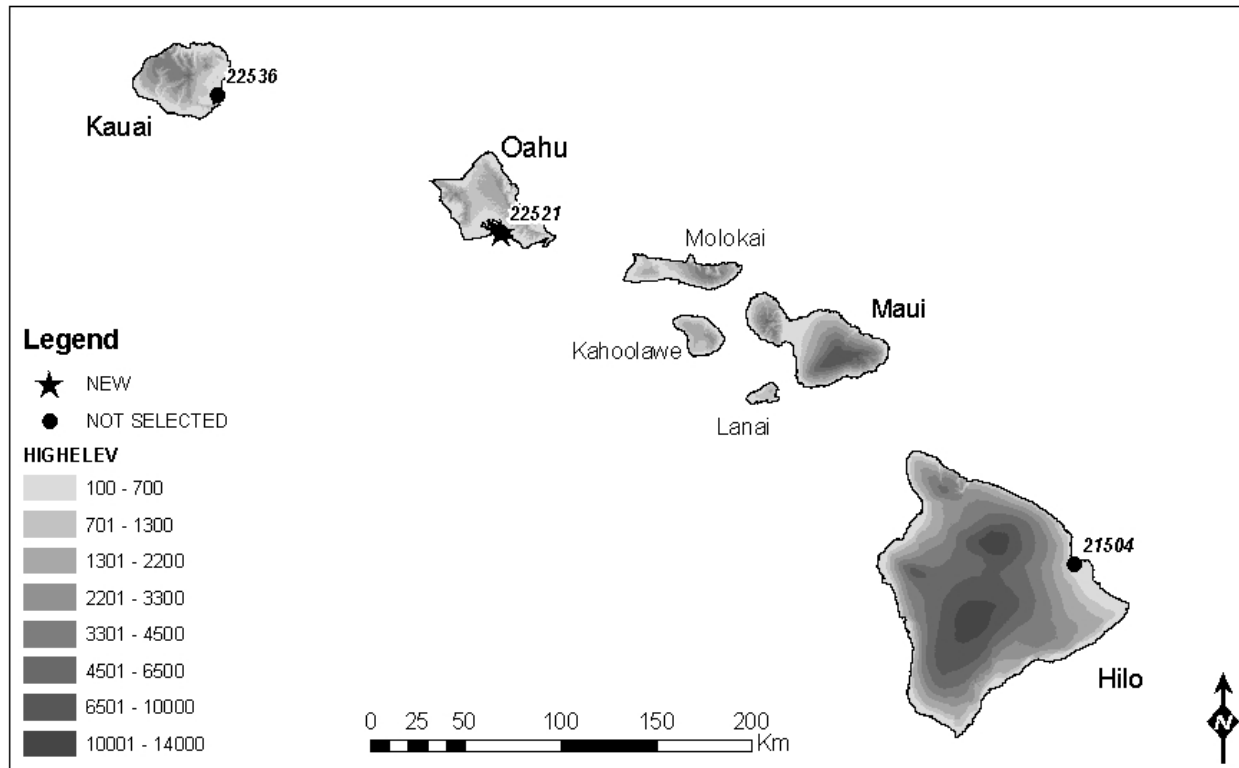 22536
Kauai
Oahu
22521
Molokai
Maui
Kahoolawe
Lanai
Legend
NEW
NOT SELECTED
HIGHELEV
100 - 700
701 - 1300
1301 - 2200
2201 - 3300
3301 - 4500
4501 - 6500
6501 - 10000
10001 - 14000
21504
Hilo
0 25 50 100 150 200
Km
N